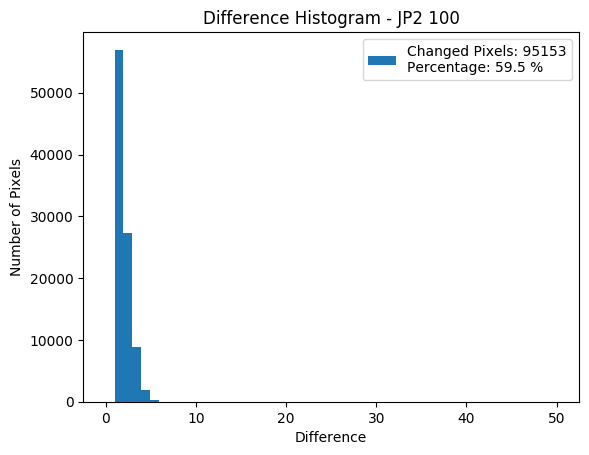 Difference Histogram - JP2 100
Changed Pixels: 95153
Percentage: 59.5 %
Number of Pixels
50000
40000
30000
20000
10000
0
0 10 20 30 40 50
Difference